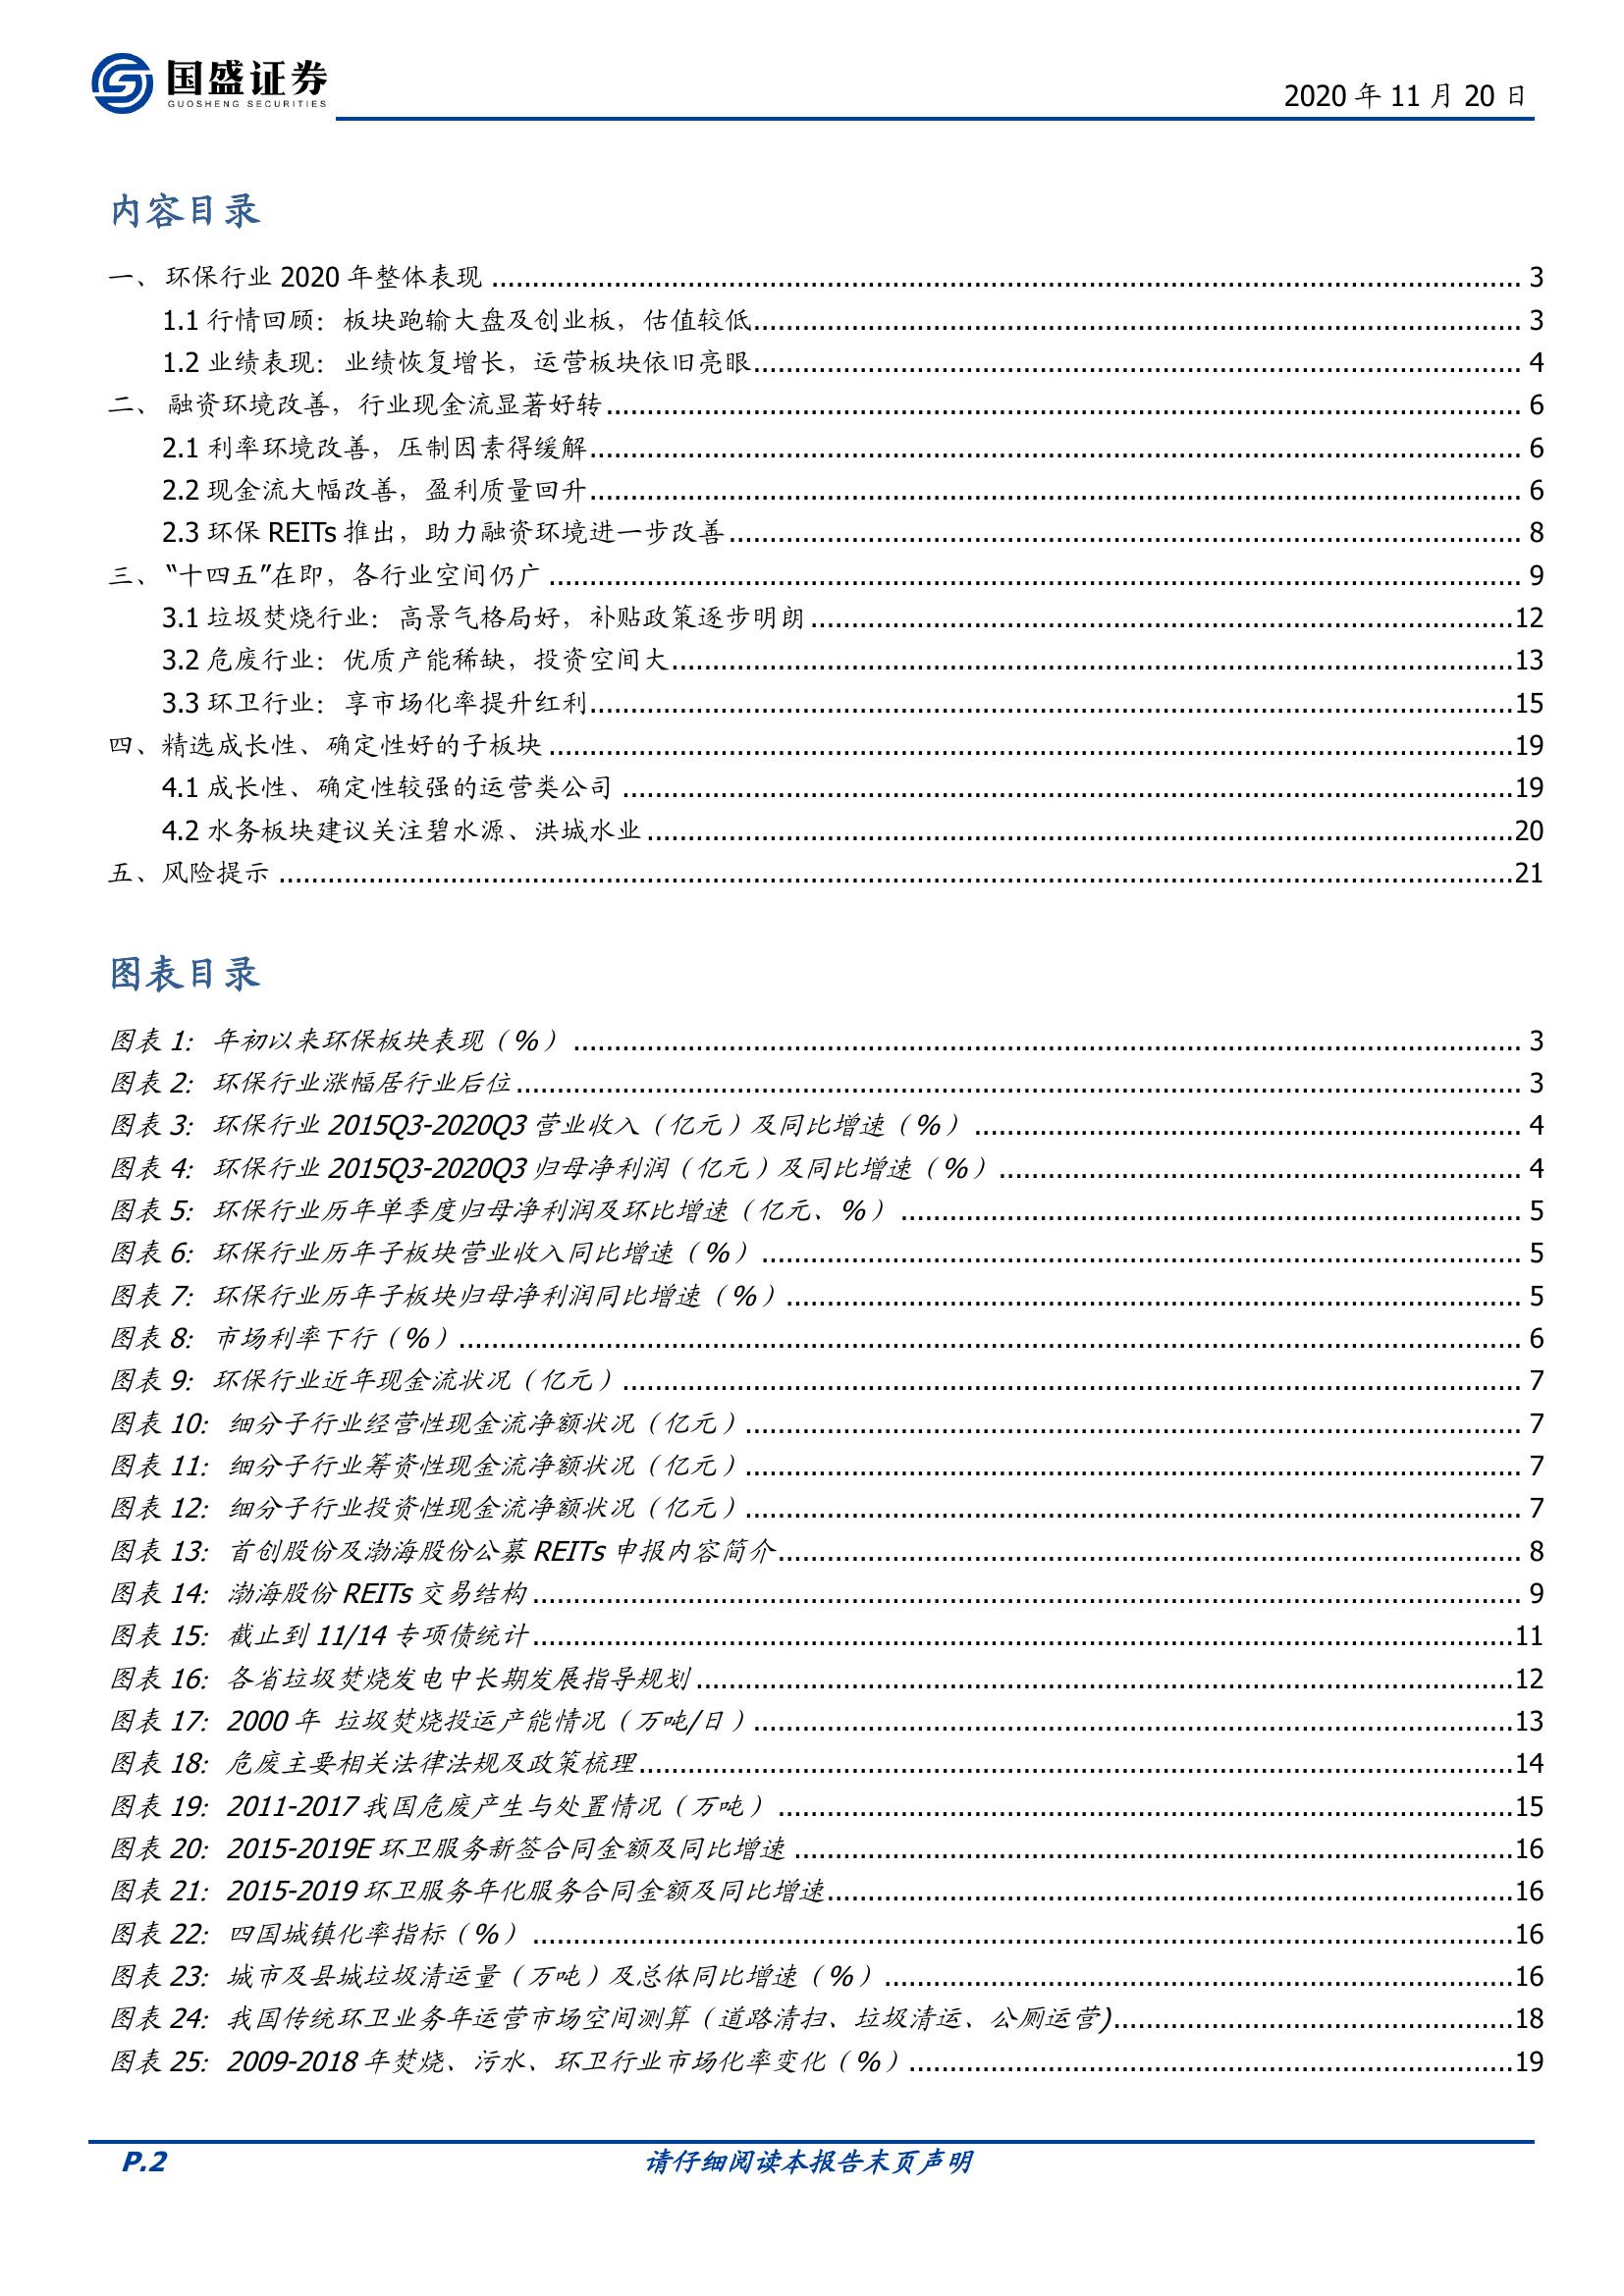 国盛证券
GUOSHENG SECURITIES
2020 年 11 月 20 日
内容目录
一、 环保行业 2020 年整体表现 ........ 3
1.1 行情回顾：板块跑输大盘及创业板，估值较低........ 3
1.2 业绩表现：业绩恢复增长，运营板块依旧亮眼........ 4
二、 融资环境改善，行业现金流显著好转........ 6
2.1 利率环境改善，压制因素得缓解........ 6
2.2 现金流大幅改善，盈利质量回升........ 6
2.3 环保 REITs 推出，助力融资环境进一步改善........ 8
三、 “十四五”在即，各行业空间仍广 ........ 9
3.1 垃圾焚烧行业：高景气格局好，补贴政策逐步明朗........12
3.2 危废行业：优质产能稀缺，投资空间大........13
3.3 环卫行业：享市场化率提升红利........15
四、精选成长性、确定性好的子板块 ........19
4.1 成长性、确定性较强的运营类公司 ........19
4.2 水务板块建议关注碧水源、洪城水业 ........20
五、风险提示 ........21
图表目录
图表 1: 年初以来环保板块表现（%） ........ 3
图表 2: 环保行业涨幅居行业后位........ 3
图表 3: 环保行业 2015Q3-2020Q3 营业收入（亿元）及同比增速（%） ........ 4
图表 4: 环保行业 2015Q3-2020Q3 归母净利润（亿元）及同比增速（%） ........ 4
图表 5: 环保行业历年单季度归母净利润及环比增速（亿元、%） ........ 5
图表 6: 环保行业历年子板块营业收入同比增速（%） ........ 5
图表 7: 环保行业历年子板块归母净利润同比增速（%） ........ 5
图表 8: 市场利率下行（%） ........ 6
图表 9: 环保行业近年现金流状况（亿元） ........ 7
图表 10: 细分子行业经营性现金流净额状况（亿元） ........ 7
图表 11: 细分子行业筹资性现金流净额状况（亿元） ........ 7
图表 12: 细分子行业投资性现金流净额状况（亿元） ........ 7
图表 13: 首创股份及渤海股份公募 REITs 申报内容简介........ 8
图表 14: 渤海股份 REITs 交易结构 ........ 9
图表 15: 截止到 11/14 专项债统计........11
图表 16: 各省垃圾焚烧发电中长期发展指导规划 ........12
图表 17: 2000 年 垃圾焚烧投运产能情况（万吨/日）........13
图表 18: 危废主要相关法律法规及政策梳理........14
图表 19: 2011-2017 我国危废产生与处置情况（万吨） ........15
图表 20: 2015-2019E 环卫服务新签合同金额及同比增速 ........16
图表 21: 2015-2019 环卫服务年化服务合同金额及同比增速........16
图表 22: 四国城镇化率指标（%） ........16
图表 23: 城市及县城垃圾清运量（万吨）及总体同比增速（%） ........16
图表 24: 我国传统环卫业务年运营市场空间测算（道路清扫、垃圾清运、公厕运营)........18
图表 25: 2009-2018 年焚烧、污水、环卫行业市场化率变化（%） ........19
P.2
请仔细阅读本报告末页声明